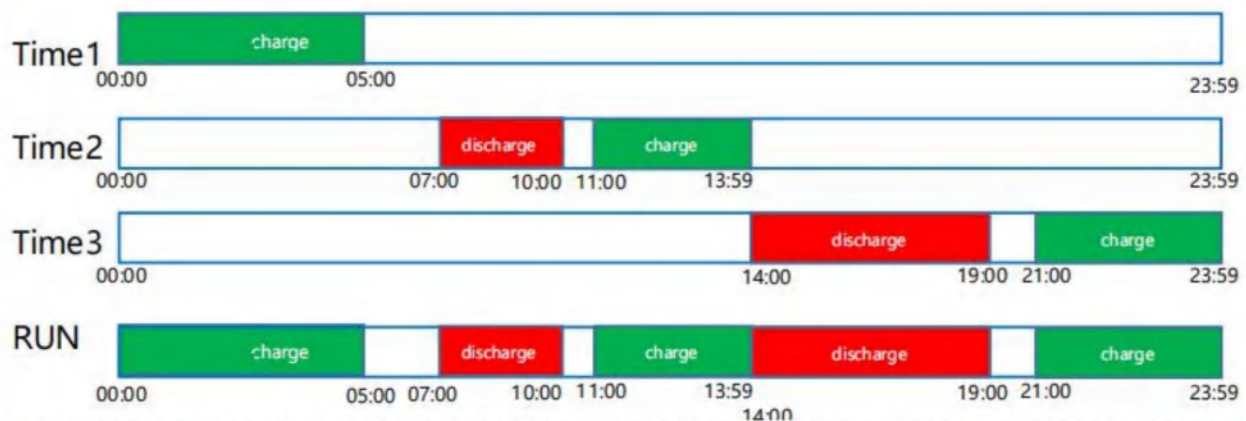 charge
Time1
00:00 05:00 23:59
discharge charge
Time2
00:00 07:00 10:00 11:00 13:59 23:59
discharge charge
Time3
00:00 14:00 19:00 21:00 23:59
RUN
charge discharge charge discharge charge
00:00 05:00 07:00 10:00 11:00 13:59 19:00 21:00 23:59
14:00